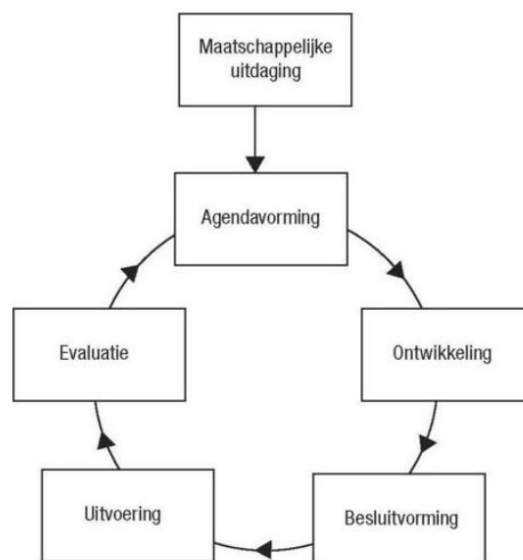 Maatschappelijke
uitdaging
Agendavorming
Evaluatie
Ontwikkeling
Uitvoering
Besluitvorming